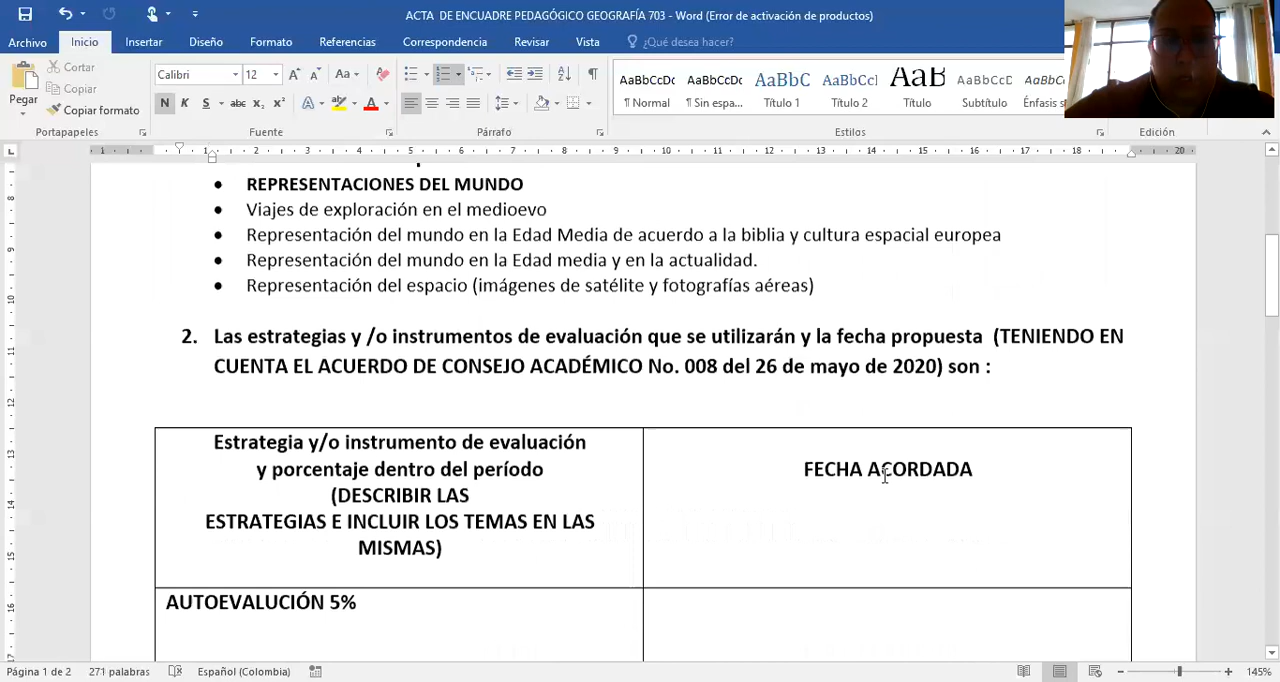 ACTA  DE ENCUADRE PEDAGÓGICO GEOGRAFÍA 703 - Word (Error de activación de productos)
Archivo Inicio Insertar Diseño Formato Referencias Correspondencia Revisar Vista ¿Qué desea hacer?
Cortar
Copiar
Copiar formato
Pegar
Calibri 12
N K S abc x₂ x²
AaBbCcDc AaBbCcDc AaBbC AaBbCcI AaB AaBbCcD AaBbC
¶ Normal ¶ Sin espa... Título 1 Título 2 Título Subtítulo Énfasis s
Portapapeles Fuente Párrafo Estilos Edición
• REPRESENTACIONES DEL MUNDO
• Viajes de exploración en el medioevo
• Representación del mundo en la Edad Media de acuerdo a la biblia y cultura espacial europea
• Representación del mundo en la Edad media y en la actualidad.
• Representación del espacio (imágenes de satélite y fotografías aéreas)
2. Las estrategias y /o instrumentos de evaluación que se utilizarán y la fecha propuesta  (TENIENDO EN
CUENTA EL ACUERDO DE CONSEJO ACADÉMICO No. 008 del 26 de mayo de 2020) son :
Estrategia y/o instrumento de evaluación
y porcentaje dentro del período
(DESCRIBIR LAS
ESTRATEGIAS E INCLUIR LOS TEMAS EN LAS
MISMAS)
FECHA ACORDADA
AUTOEVALUCIÓN 5%
Página 1 de 2 271 palabras Español (Colombia) 145%